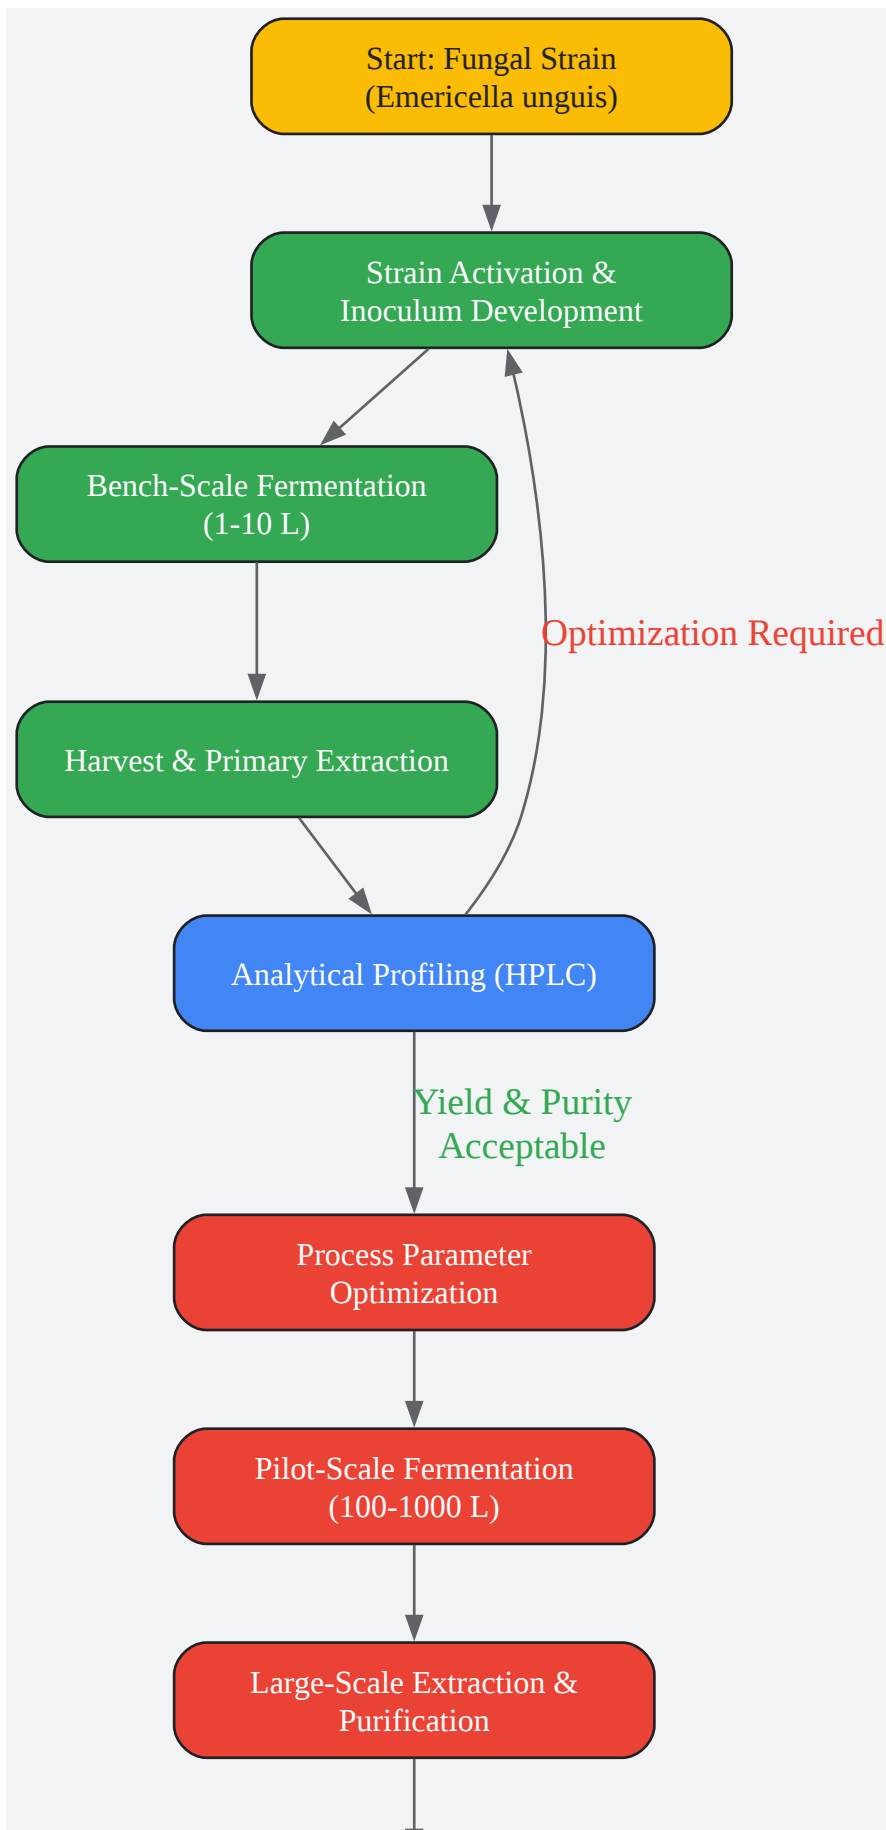 Start: Fungal Strain
(Emericella unguis)
Strain Activation &
Inoculum Development
Bench-Scale Fermentation
(1-10 L)
Optimization Required
Harvest & Primary Extraction
Analytical Profiling (HPLC)
Yield & Purity
Acceptable
Process Parameter
Optimization
Pilot-Scale Fermentation
(100-1000 L)
Large-Scale Extraction &
Purification